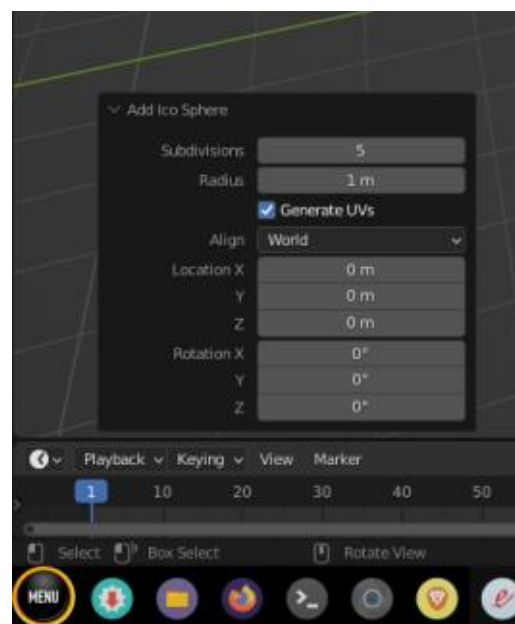 Add Ico Sphere
Subdivisions 5
Radius 1 m
Generate UVs
Align World
Location X 0 m
Y 0 m
Z 0 m
Rotation X 0°
Y 0°
Z 0°
Playback Keying View Marker
1 10 20 30 40 50
Select Box Select Rotate View
MENU